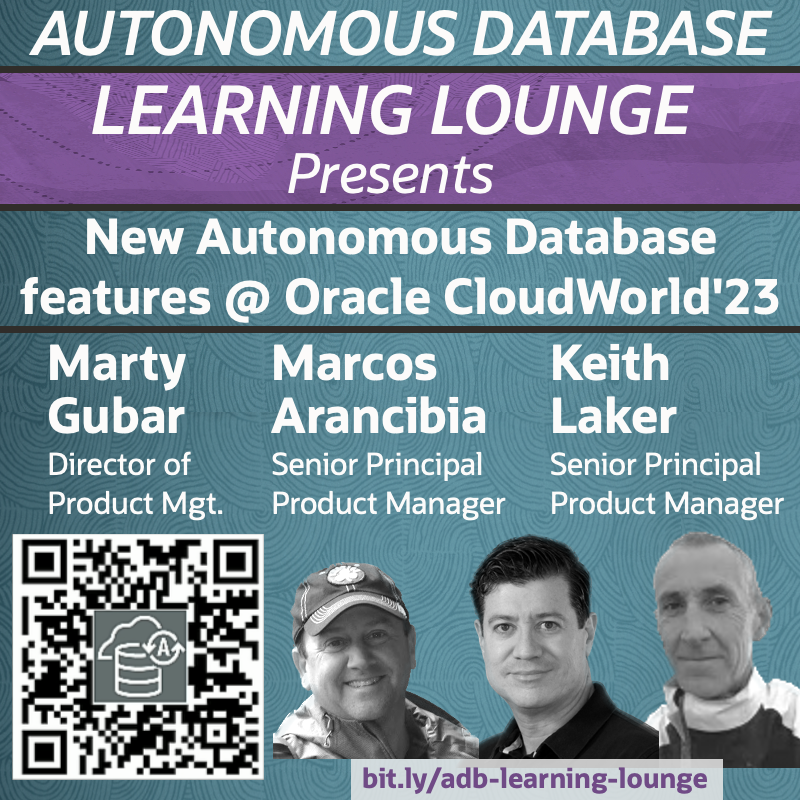 AUTONOMOUS DATABASE
LEARNING LOUNGE
Presents
New Autonomous Database
features @ Oracle CloudWorld'23
Marty
Gubar
Director of
Product Mgt.
Marcos
Arancibia
Senior Principal
Product Manager
Keith
Laker
Senior Principal
Product Manager
A
bit.ly/adb-learning-lounge